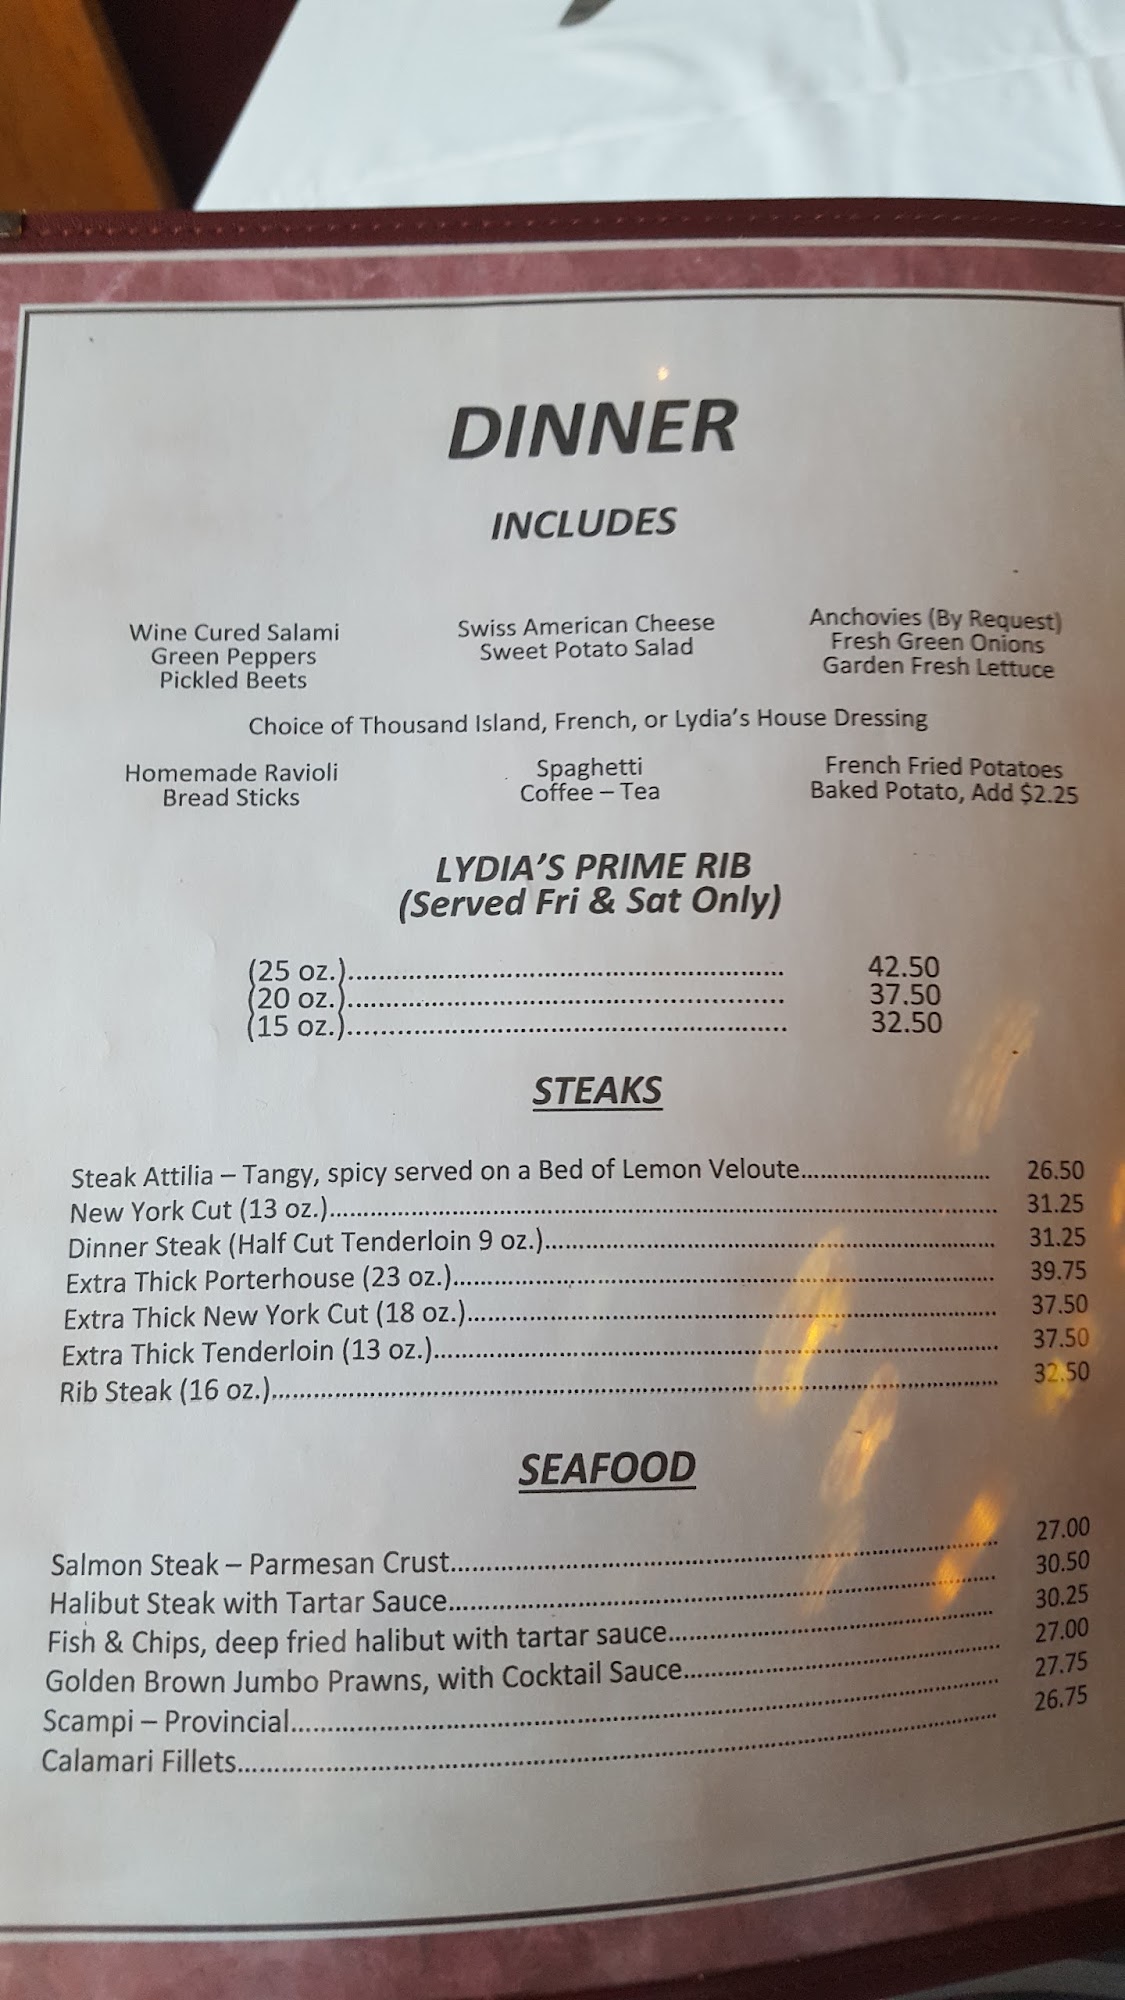 DINNER
INCLUDES
Wine Cured Salami
Green Peppers
Pickled Beets
Swiss American Cheese
Sweet Potato Salad
Anchovies (By Request)
Fresh Green Onions
Garden Fresh Lettuce
Choice of Thousand Island, French, or Lydia's House Dressing
Homemade Ravioli
Bread Sticks
Spaghetti
Coffee – Tea
French Fried Potatoes
Baked Potato, Add $2.25
LYDIA'S PRIME RIB
(Served Fri & Sat Only)
(25 oz.)........ 42.50
(20 oz.)........ 37.50
(15 oz.)........ 32.50
STEAKS
Steak Attilia – Tangy, spicy served on a Bed of Lemon Veloute........ 26.50
New York Cut (13 oz.)........ 31.25
Dinner Steak (Half Cut Tenderloin 9 oz.)........ 31.25
Extra Thick Porterhouse (23 oz.)........ 39.75
Extra Thick New York Cut (18 oz.)........ 37.50
Extra Thick Tenderloin (13 oz.)........ 37.50
Rib Steak (16 oz.)........ 32.50
SEAFOOD
Salmon Steak – Parmesan Crust........ 27.00
Halibut Steak with Tartar Sauce........ 30.50
Fish & Chips, deep fried halibut with tartar sauce........ 30.25
Golden Brown Jumbo Prawns, with Cocktail Sauce........ 27.00
Scampi – Provincial........ 27.75
Calamari Fillets........ 26.75